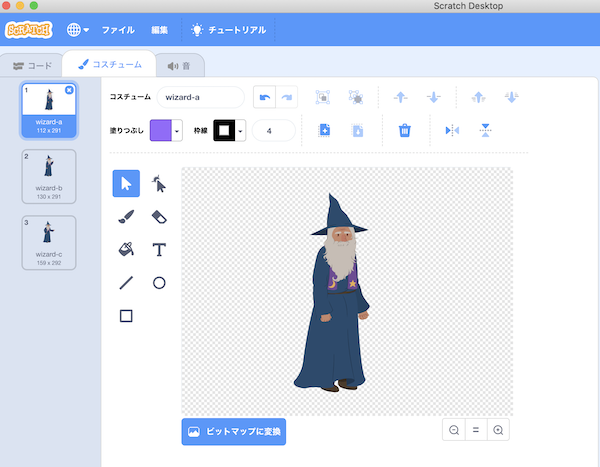 Scratch Desktop
SCRATCH
ファイル
編集
チュートリアル
コード
コスチューム
音
1
wizard-a
112 x 291
2
wizard-b
130 x 291
3
wizard-c
159 x 292
コスチューム
wizard-a
塗りつぶし
枠線
4
T
ビットマップに変換